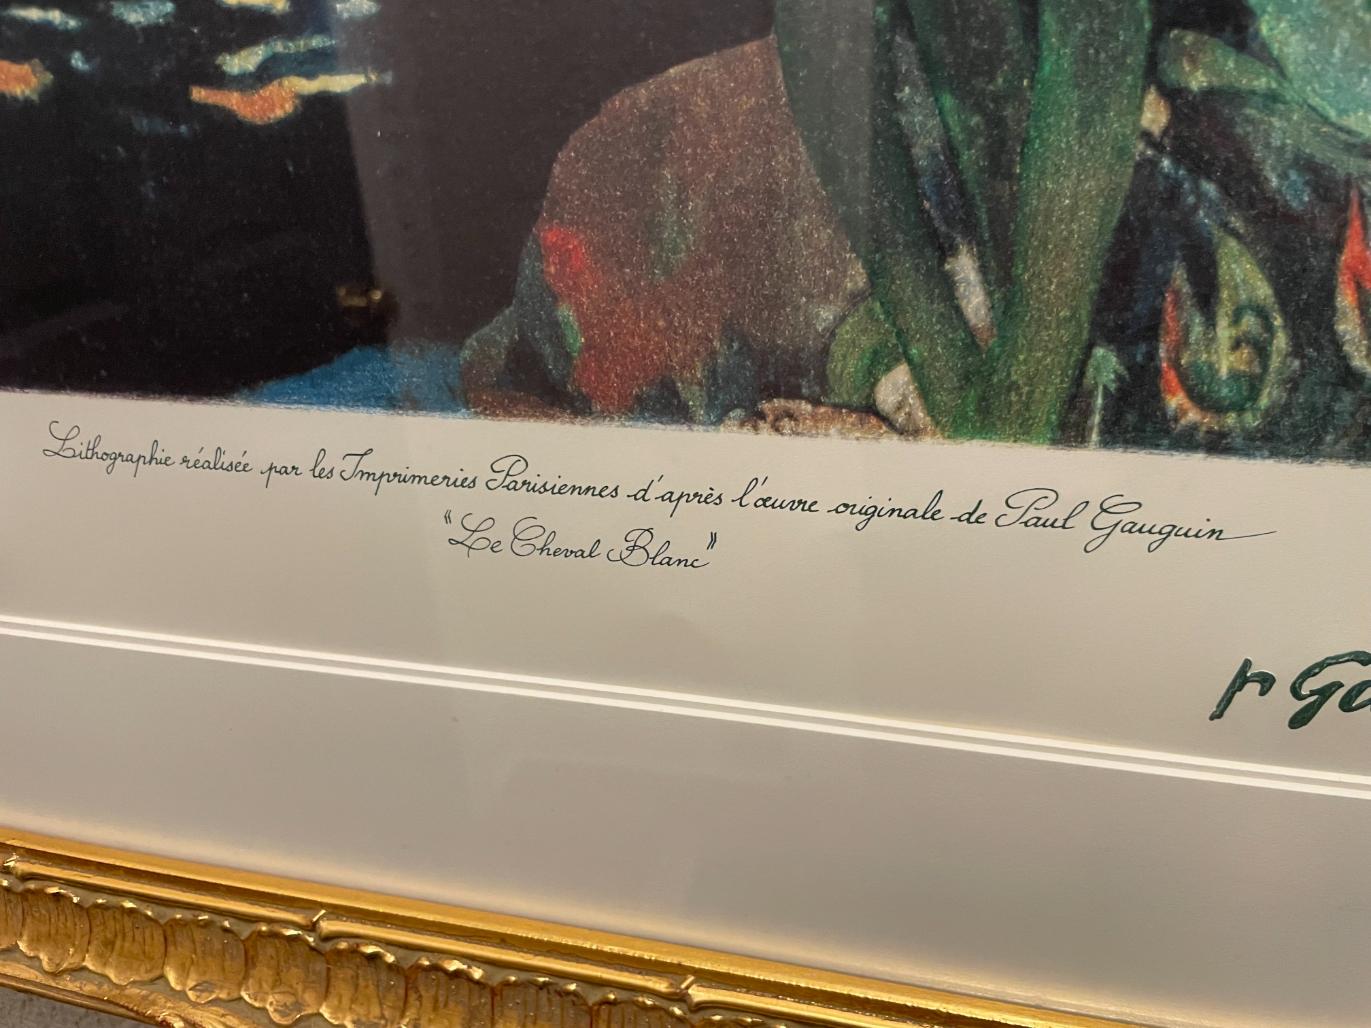 Lithographie réalisée par les Imprimeries Parisiennes d'après l'œuvre originale de Paul Gauguin
"Le Cheval Blanc"